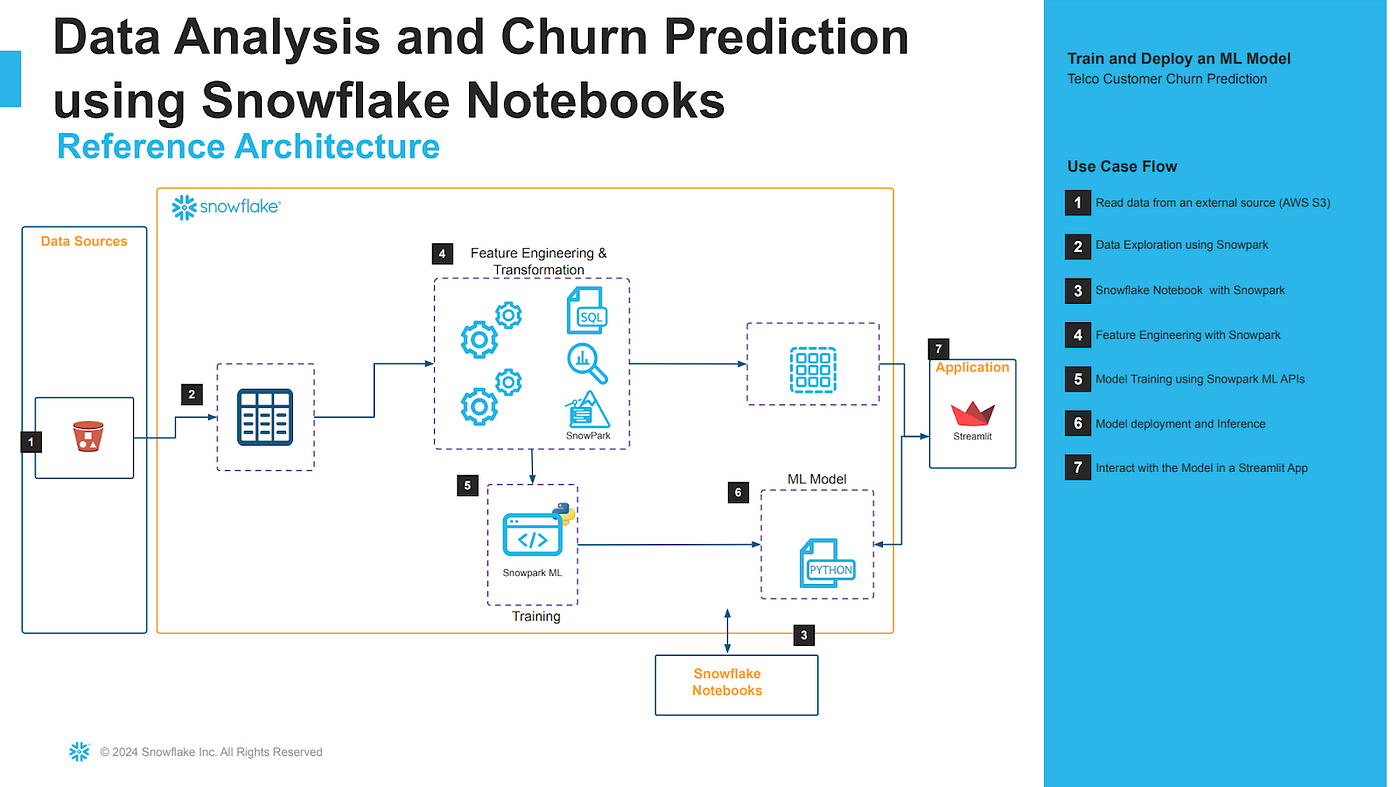 Data Analysis and Churn Prediction
using Snowflake Notebooks
Reference Architecture
snowflake®
Data Sources
1
2
4
Feature Engineering &
Transformation
SQL
SnowPark
5
Snowpark ML
Training
6
ML Model
PYTHON
7
Application
Streamlit
3
Snowflake
Notebooks
© 2024 Snowflake Inc. All Rights Reserved
Train and Deploy an ML Model
Telco Customer Churn Prediction
Use Case Flow
1 Read data from an external source (AWS S3)
2 Data Exploration using Snowpark
3 Snowflake Notebook  with Snowpark
4 Feature Engineering with Snowpark
5 Model Training using Snowpark ML APIs
6 Model deployment and Inference
7 Interact with the Model in a Streamlit App